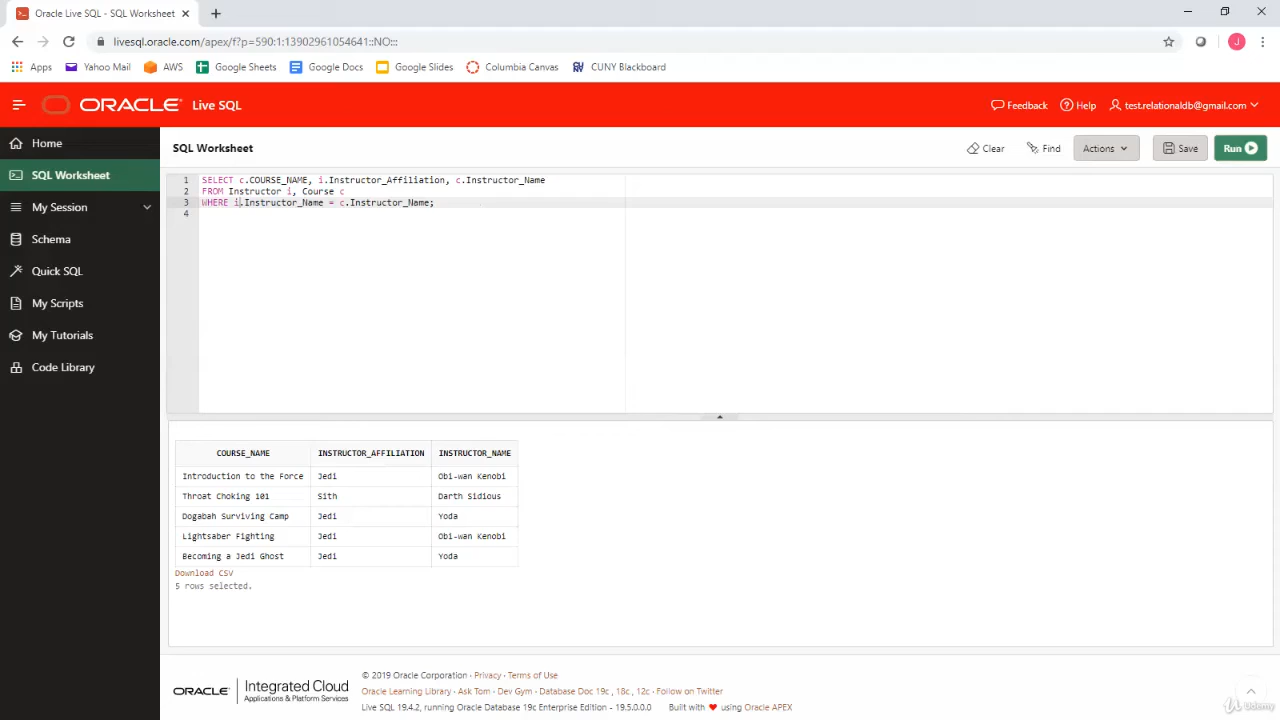 Oracle Live SQL - SQL Worksheet
livesql.oracle.com/apex/f?p=590:1:13902961054641::NO:::
J
Apps Yahoo Mail AWS Google Sheets Google Docs Google Slides Columbia Canvas CUNY Blackboard
ORACLE Live SQL Feedback Help test.relationaldb@gmail.com
Home
SQL Worksheet
My Session
Schema
Quick SQL
My Scripts
My Tutorials
Code Library
SQL Worksheet Clear Find Actions Save Run
1 SELECT c.COURSE_NAME, i.Instructor_Affiliation, c.Instructor_Name
2 FROM Instructor i, Course c
3 WHERE i.Instructor_Name = c.Instructor_Name;
4
COURSE_NAME INSTRUCTOR_AFFILIATION INSTRUCTOR_NAME
Introduction to the Force Jedi Obi-wan Kenobi
Throat Choking 101 Sith Darth Sidious
Dogabah Surviving Camp Jedi Yoda
Lightsaber Fighting Jedi Obi-wan Kenobi
Becoming a Jedi Ghost Jedi Yoda
Download CSV
5 rows selected.
ORACLE Integrated Cloud
Applications & Platform Services
© 2019 Oracle Corporation · Privacy · Terms of Use
Oracle Learning Library · Ask Tom · Dev Gym · Database Doc 19c, 18c, 12c · Follow on Twitter
Live SQL 19.4.2, running Oracle Database 19c Enterprise Edition - 19.5.0.0.0 Built with ❤ using Oracle APEX
Udemy